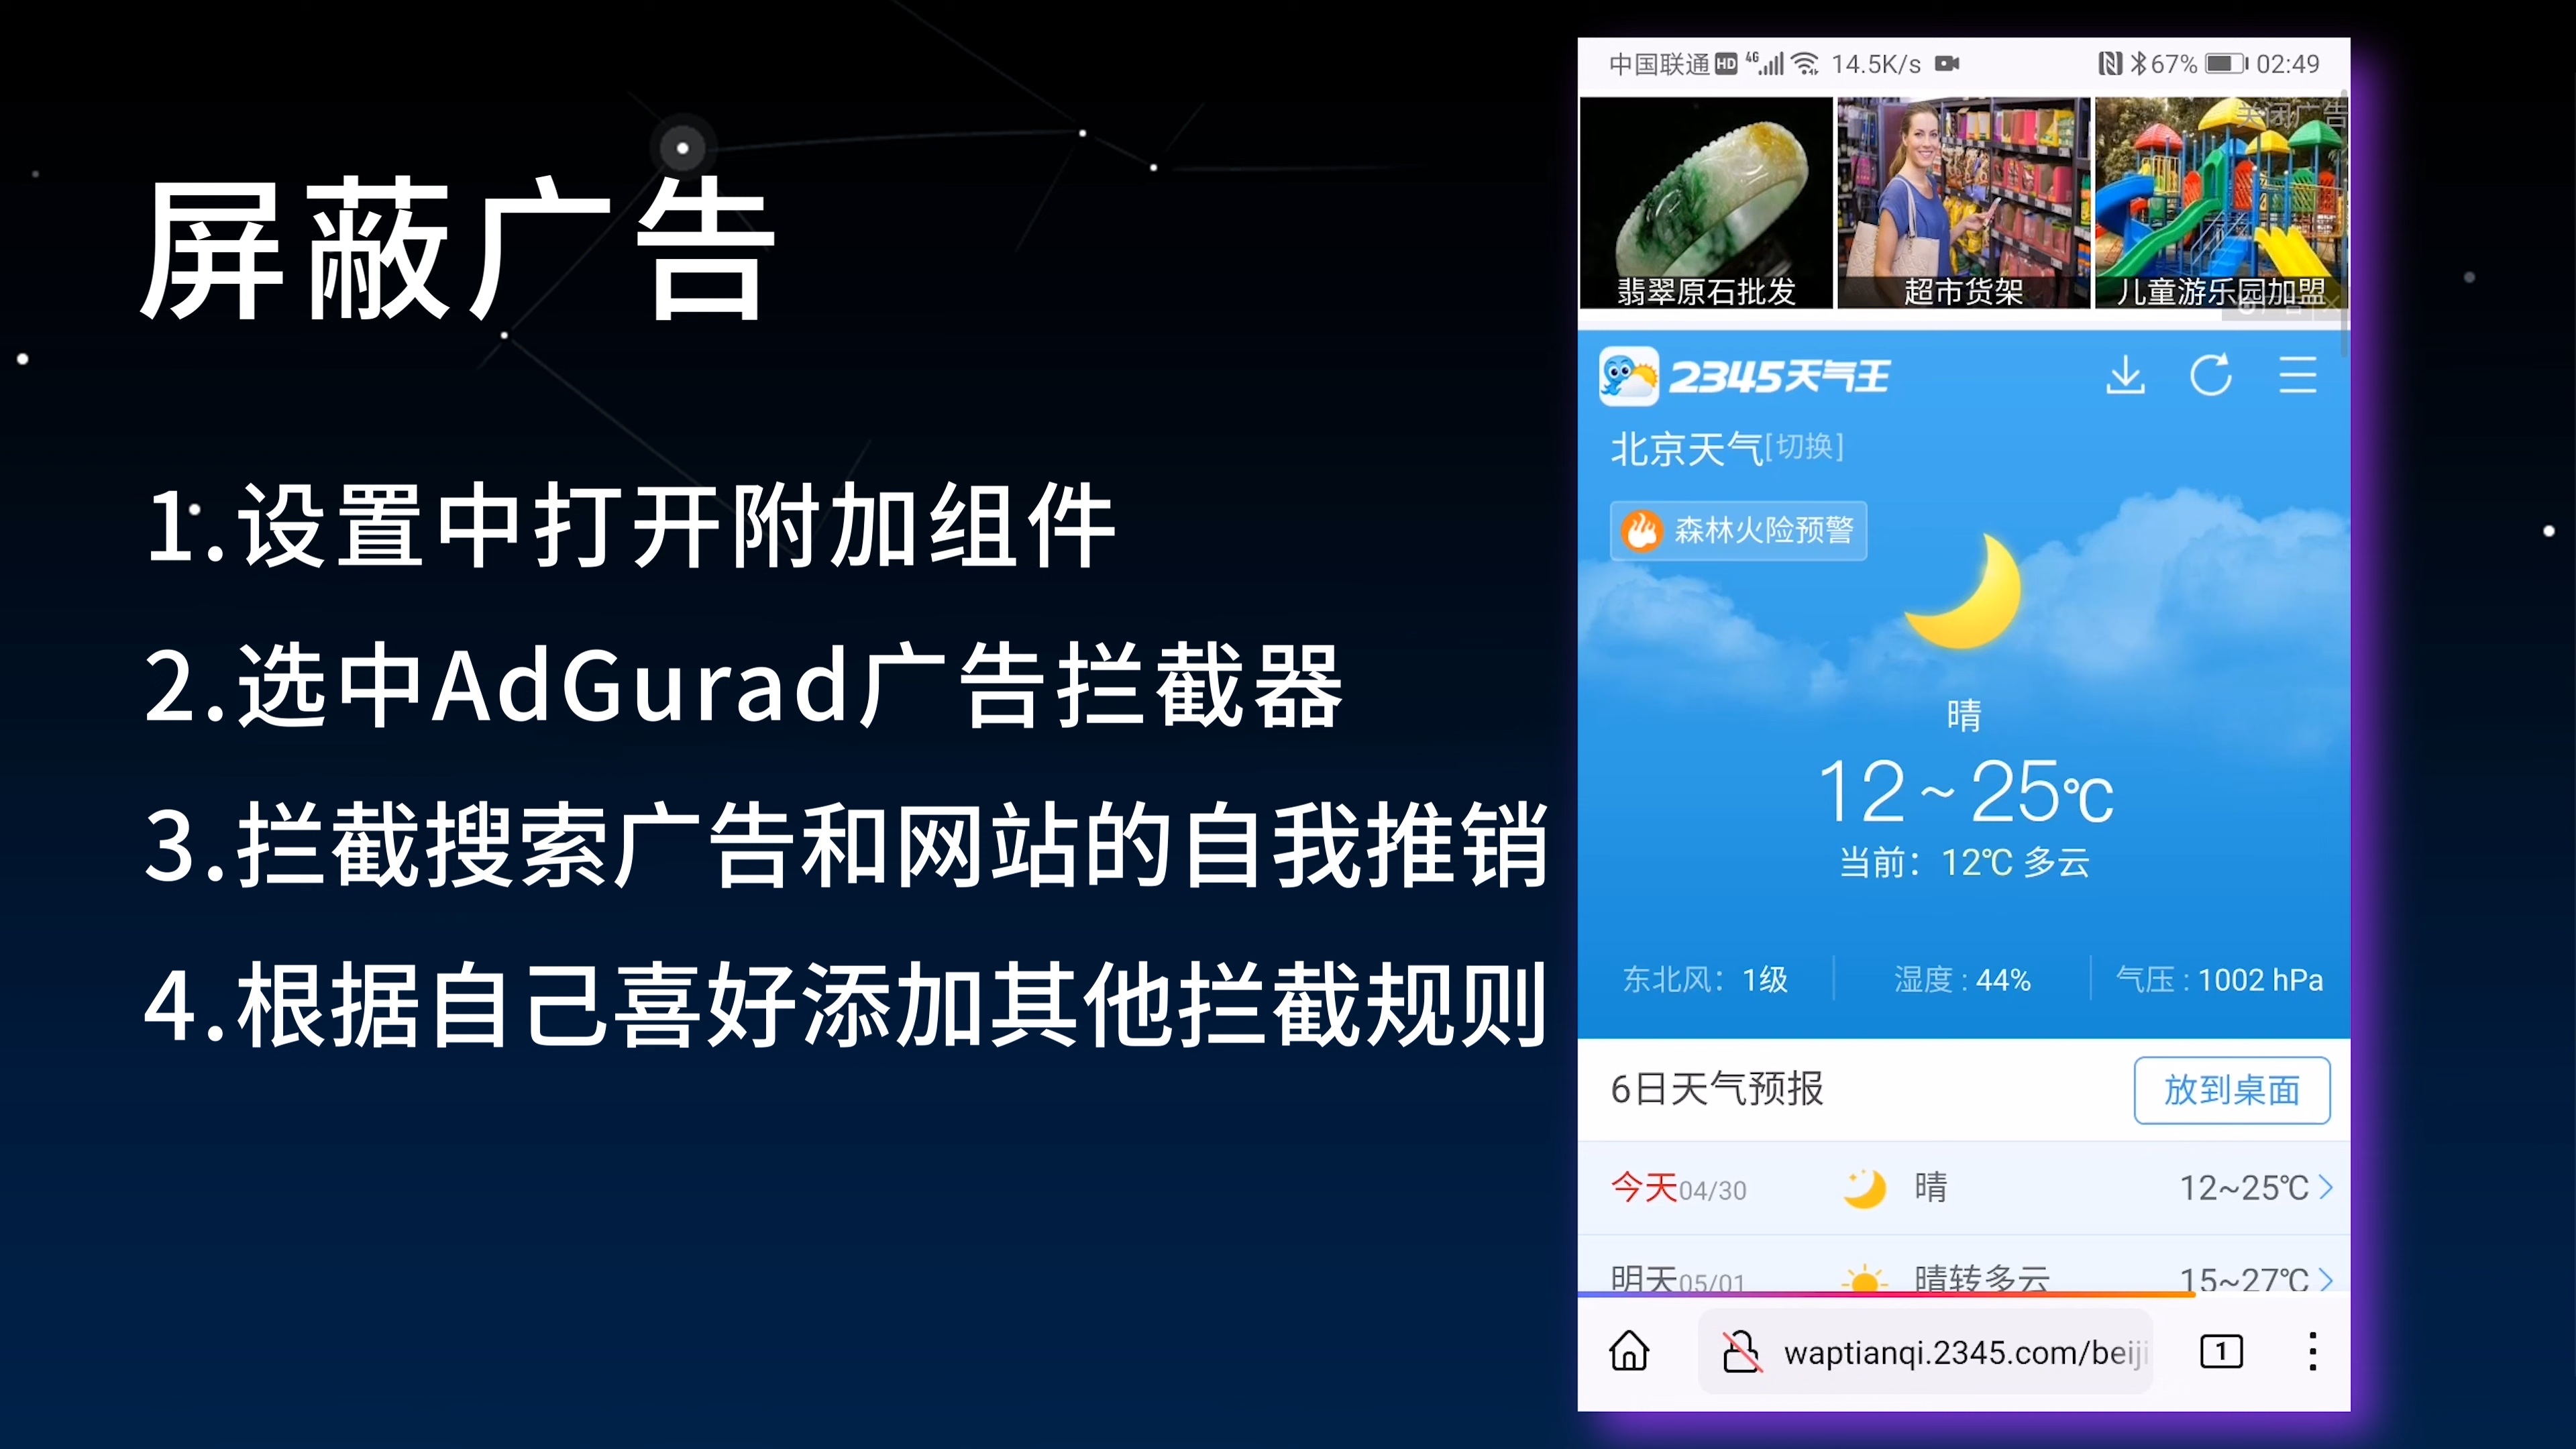 屏蔽广告
1.设置中打开附加组件
2.选中AdGurad广告拦截器
3.拦截搜索广告和网站的自我推销
4.根据自己喜好添加其他拦截规则
中国联通 HD 4G 14.5K/s 67% 02:49
关闭广告
翡翠原石批发 超市货架 儿童游乐园加盟
2345天气王
北京天气[切换]
森林火险预警
晴
12~25℃
当前：12℃ 多云
东北风：1级 湿度：44% 气压：1002 hPa
6日天气预报 放到桌面
今天04/30 晴 12~25℃
明天05/01 晴转多云 15~27℃
waptianqi.2345.com/beiji 1